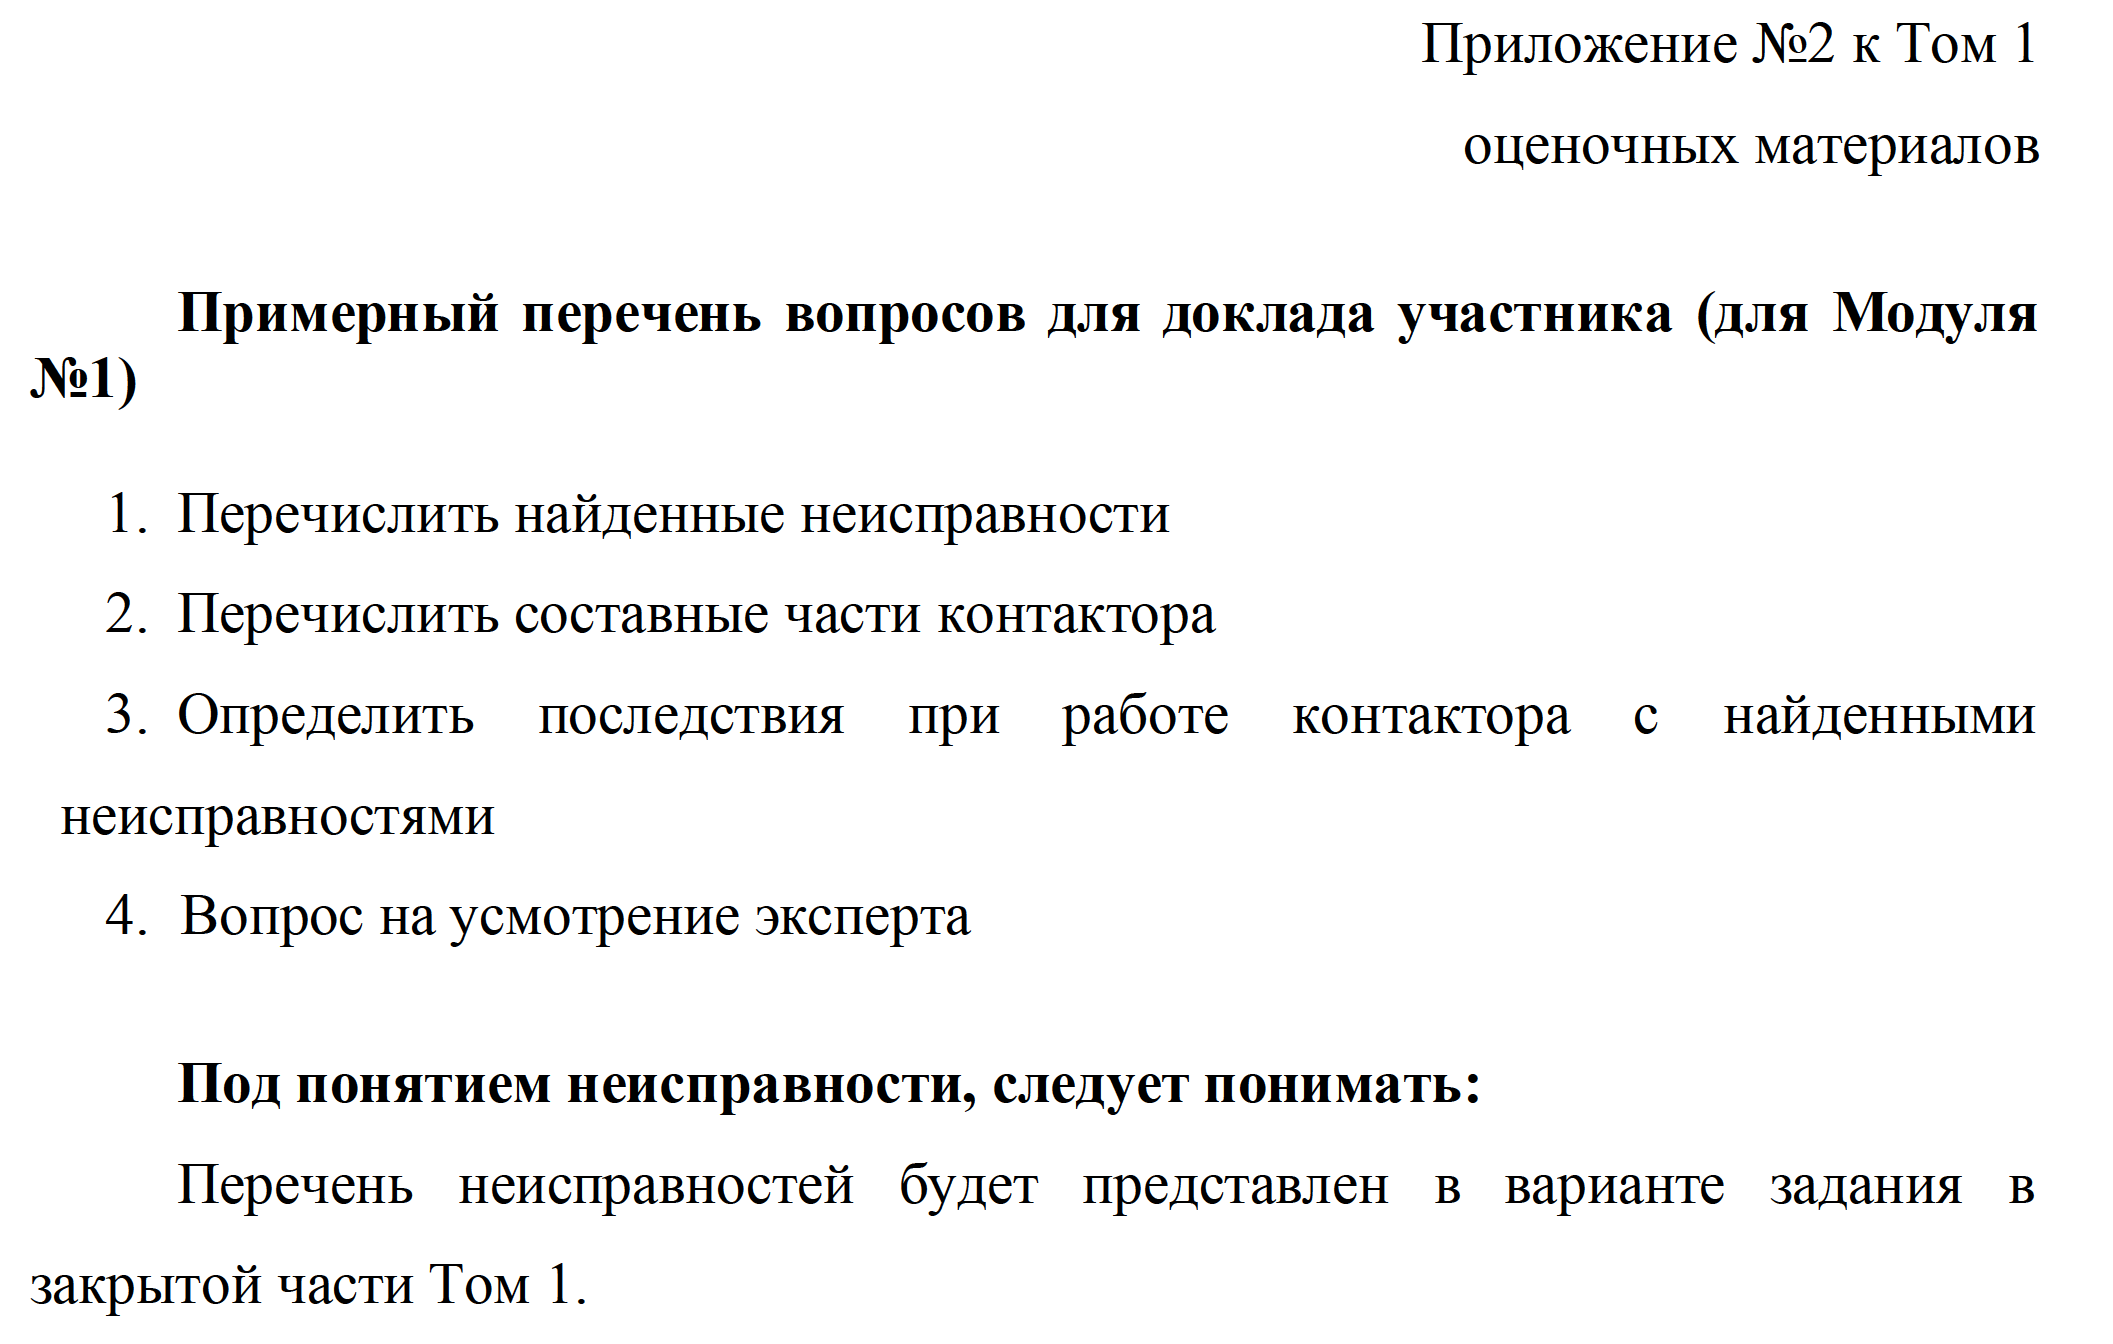 Приложение №2 к Том 1
оценочных материалов
Примерный перечень вопросов для доклада участника (для Модуля
№1)
1. Перечислить найденные неисправности
2. Перечислить составные части контактора
3. Определить последствия при работе контактора с найденными
неисправностями
4. Вопрос на усмотрение эксперта
Под понятием неисправности, следует понимать:
Перечень неисправностей будет представлен в варианте задания в
закрытой части Том 1.